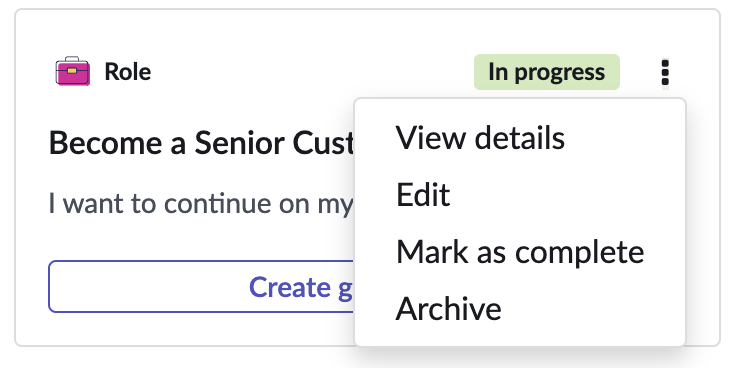 Role
In progress
Become a Senior Cust
View details
Edit
I want to continue on my
Mark as complete
Create g
Archive